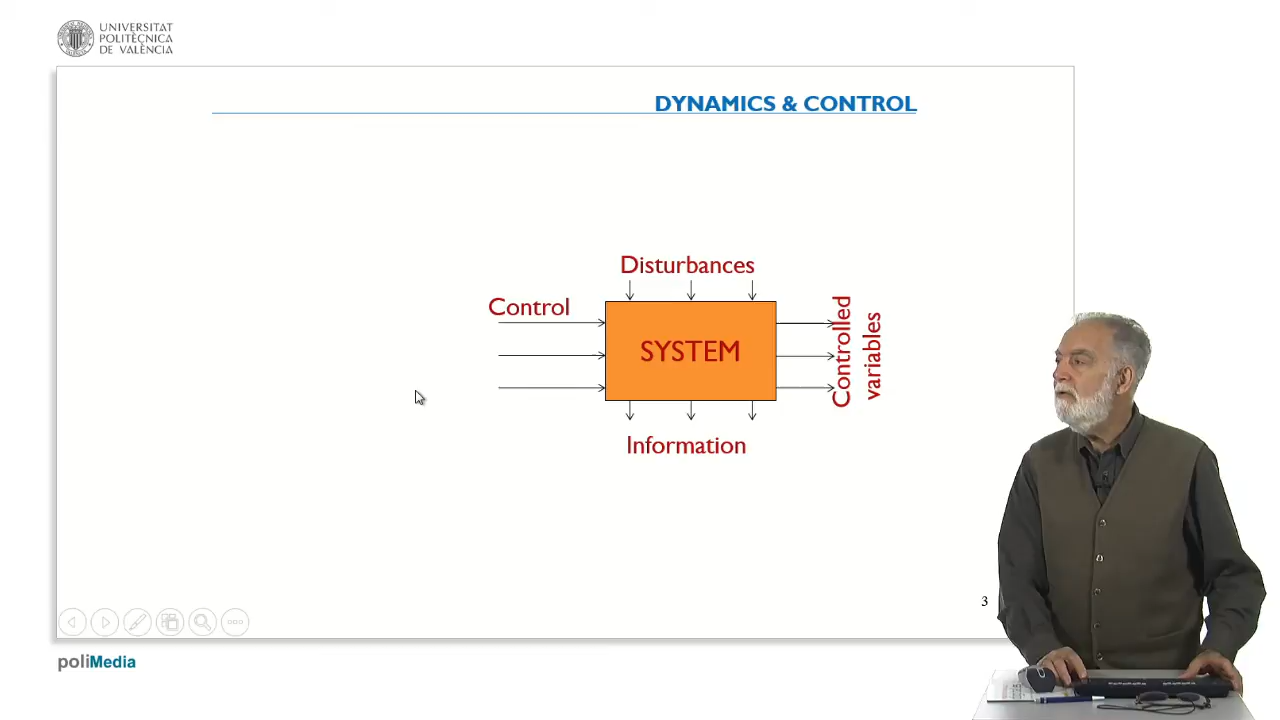 UNIVERSITAT
POLITÈCNICA
DE VALÈNCIA
DYNAMICS & CONTROL
Disturbances
Control
SYSTEM
Controlled
variables
Information
3
poliMedia